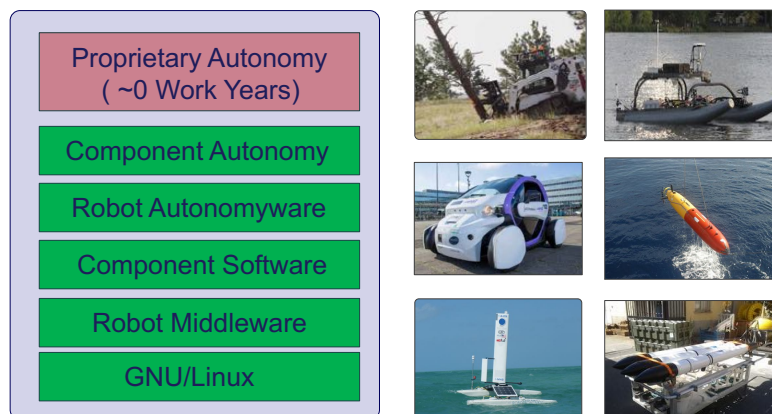 Proprietary Autonomy
( ~0 Work Years)
Component Autonomy
Robot Autonomyware
Component Software
Robot Middleware
GNU/Linux